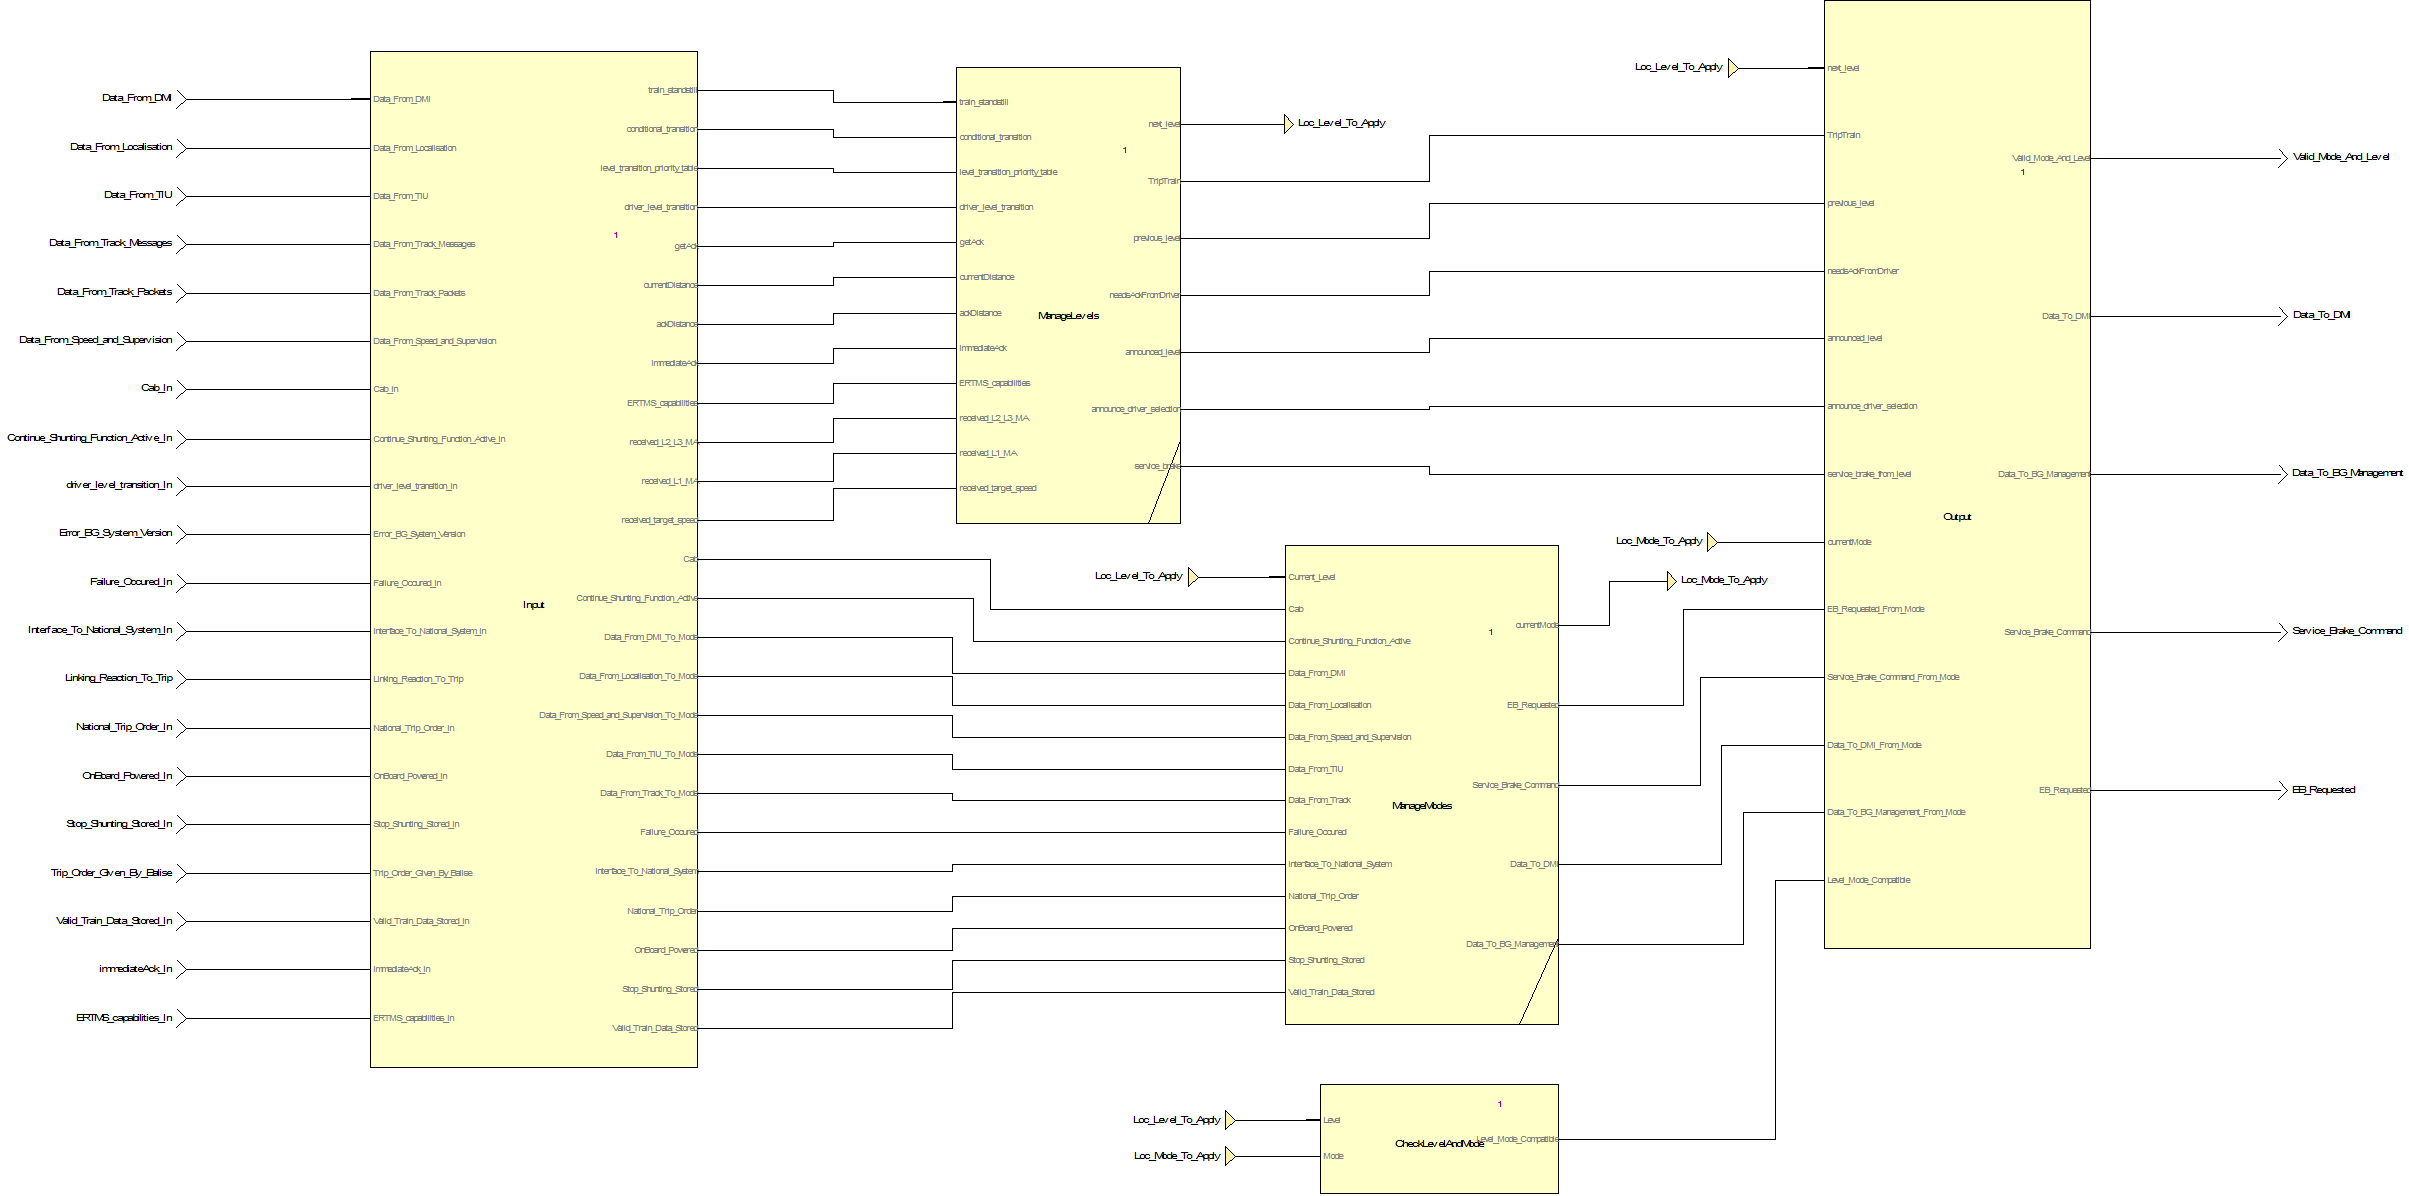 Data_From_DMI
Data_From_Localisation
Data_From_TIU
Data_From_Track_Messages
Data_From_Track_Packets
Data_From_Speed_and_Supervision
Cab_In
Continue_Shunting_Function_Active_In
driver_level_transition_In
Error_BG_System_Version
Failure_Occured_In
Interface_To_National_System_In
Linking_Reaction_To_Trip
National_Trip_Order_In
OnBoard_Powered_In
Stop_Shunting_Stored_In
Trip_Order_Given_By_Balise
Valid_Train_Data_Stored_In
immediateAck_In
ERTMS_capabilities_In
Data_From_DMI
Data_From_Localisation
Data_From_TIU
Data_From_Track_Messages
Data_From_Track_Packets
Data_From_Speed_and_Supervision
Cab_In
Continue_Shunting_Function_Active_In
driver_level_transition_In
Error_BG_System_Version
Failure_Occured_In
Interface_To_National_System_In
Linking_Reaction_To_Trip
National_Trip_Order_In
OnBoard_Powered_In
Stop_Shunting_Stored_In
Trip_Order_Given_By_Balise
Valid_Train_Data_Stored_In
immediateAck_In
ERTMS_capabilities_In
1
Input
train_standstill
conditional_transition
level_transition_priority_table
driver_level_transition
getAck
currentDistance
ackDistance
immediateAck
ERTMS_capabilities
received_L2_L3_MA
received_L1_MA
received_target_speed
Cab
Continue_Shunting_Function_Active
Data_From_DMI_To_Mode
Data_From_Localisation_To_Mode
Data_From_Speed_and_Supervision_To_Mode
Data_From_TIU_To_Mode
Data_From_Track_To_Mode
Failure_Occured
Interface_To_National_System
National_Trip_Order
OnBoard_Powered
Stop_Shunting_Stored
Valid_Train_Data_Stored
train_standstill
conditional_transition
level_transition_priority_table
driver_level_transition
getAck
currentDistance
ackDistance
immediateAck
ERTMS_capabilities
received_L2_L3_MA
received_L1_MA
received_target_speed
1
ManageLevels
next_level
TripTrain
previous_level
needsAckFromDriver
announced_level
announce_driver_selection
service_brake
Loc_Level_To_Apply
Loc_Level_To_Apply
Current_Level
Cab
Continue_Shunting_Function_Active
Data_From_DMI
Data_From_Localisation
Data_From_Speed_and_Supervision
Data_From_TIU
Data_From_Track
Failure_Occured
Interface_To_National_System
National_Trip_Order
OnBoard_Powered
Stop_Shunting_Stored
Valid_Train_Data_Stored
1
ManageModes
currentMode
EB_Requested
Service_Brake_Command
Data_To_DMI
Data_To_BG_Management
Loc_Mode_To_Apply
Loc_Level_To_Apply
Loc_Mode_To_Apply
Level
Mode
1
CheckLevelAndMode
Level_Mode_Compatible
Loc_Level_To_Apply
Loc_Mode_To_Apply
next_level
TripTrain
previous_level
needsAckFromDriver
announced_level
announce_driver_selection
service_brake_from_level
currentMode
EB_Requested_From_Mode
Service_Brake_Command_From_Mode
Data_To_DMI_From_Mode
Data_To_BG_Management_From_Mode
Level_Mode_Compatible
1
Output
Valid_Mode_And_Level
Data_To_DMI
Data_To_BG_Management
Service_Brake_Command
EB_Requested
Valid_Mode_And_Level
Data_To_DMI
Data_To_BG_Management
Service_Brake_Command
EB_Requested